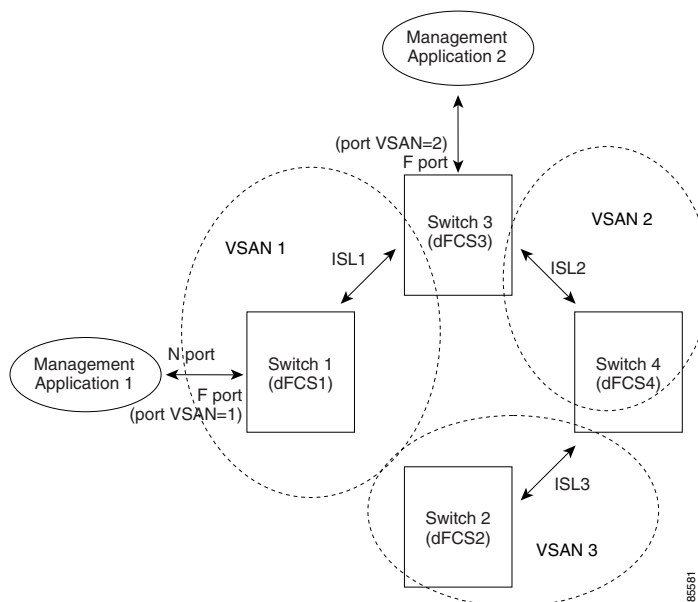 Management
Application 2
(port VSAN=2)
F port
Switch 3
(dFCS3)
VSAN 2
VSAN 1
ISL1
ISL2
Management
Application 1
N port
F port
(port VSAN=1)
Switch 1
(dFCS1)
Switch 4
(dFCS4)
ISL3
Switch 2
(dFCS2)
VSAN 3
85581